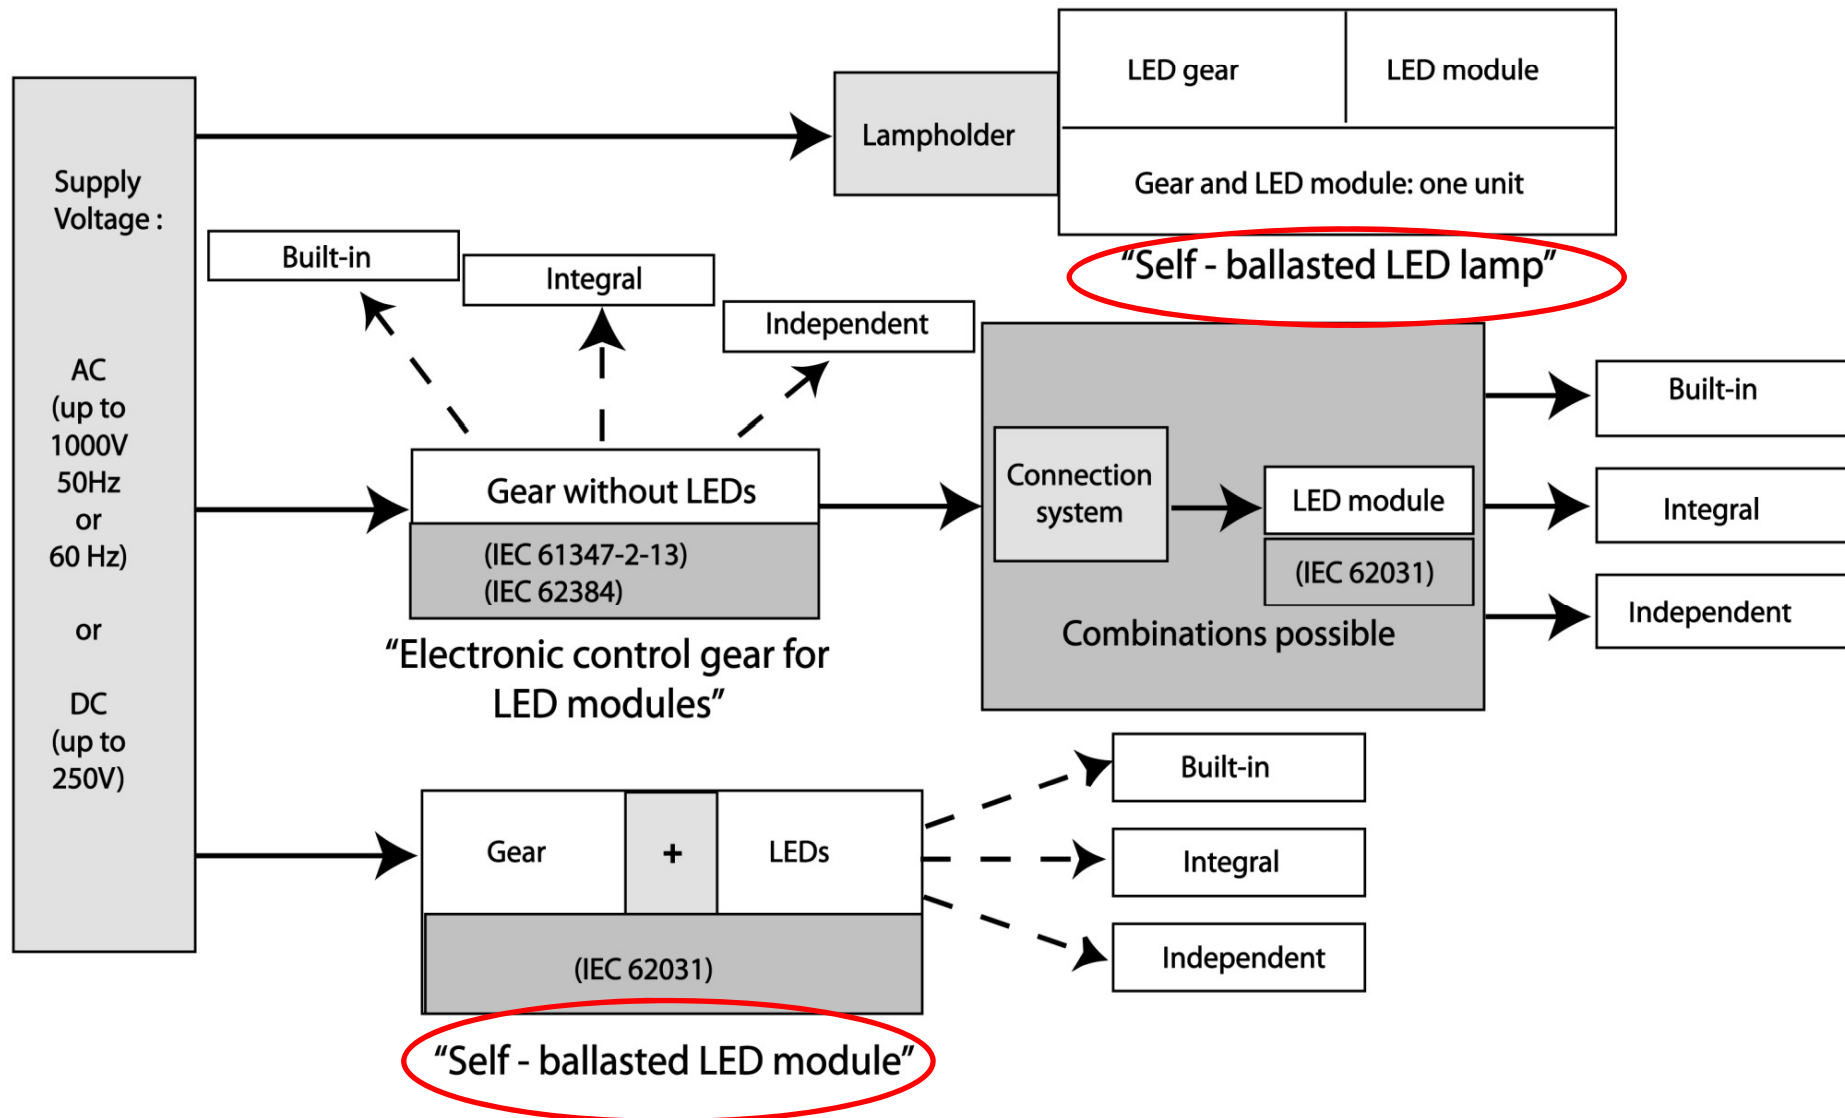 Supply
Voltage :
AC
(up to
1000V
50Hz
or
60 Hz)
or
DC
(up to
250V)
Lampholder
LED gear
LED module
Gear and LED module: one unit
“Self - ballasted LED lamp”
Built-in
Integral
Independent
Gear without LEDs
(IEC 61347-2-13)
(IEC 62384)
“Electronic control gear for
LED modules”
Connection
system
LED module
(IEC 62031)
Combinations possible
Built-in
Integral
Independent
Gear
+
LEDs
(IEC 62031)
“Self - ballasted LED module”
Built-in
Integral
Independent